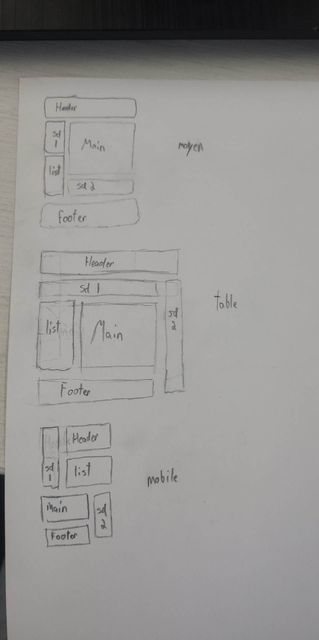 Header
sd 1
Main
moyen
list
sd 2
Footer
Header
sd 1
list
Main
sd 2
table
Footer
Header
sd 1
list
mobile
Main
sd 2
Footer